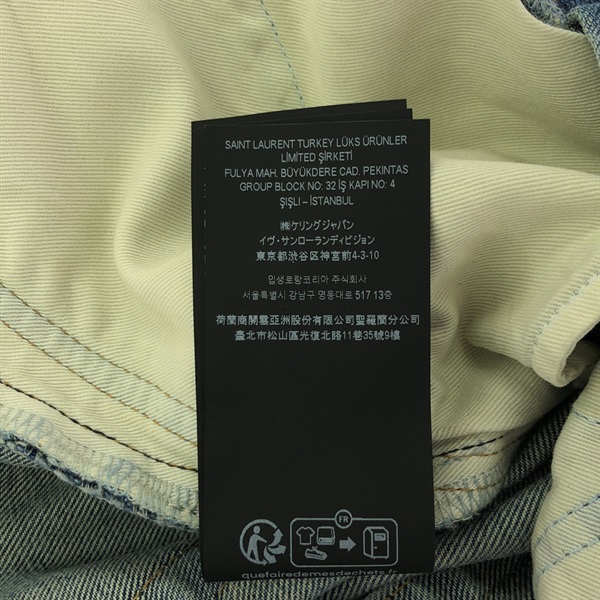 SAINT LAURENT TURKEY LÜKS ÜRÜNLER
LİMİTED ŞİRKETİ
FULYA MAH. BÜYÜKDERE CAD. PEKINTAS
GROUP BLOCK NO: 32 İŞ KAPI NO: 4
ŞIŞLI – İSTANBUL
㈱ケリングジャパン
イヴ・サンローランディビジョン
東京都渋谷区神宮前4-3-10
입생로랑코리아 주식회사
서울특별시 강남구 영동대로 517 13층
荷蘭商開雲亞洲股份有限公司聖羅蘭分公司
臺北市松山區光復北路11巷35號9樓
FR
quefairedemesdechets.fr